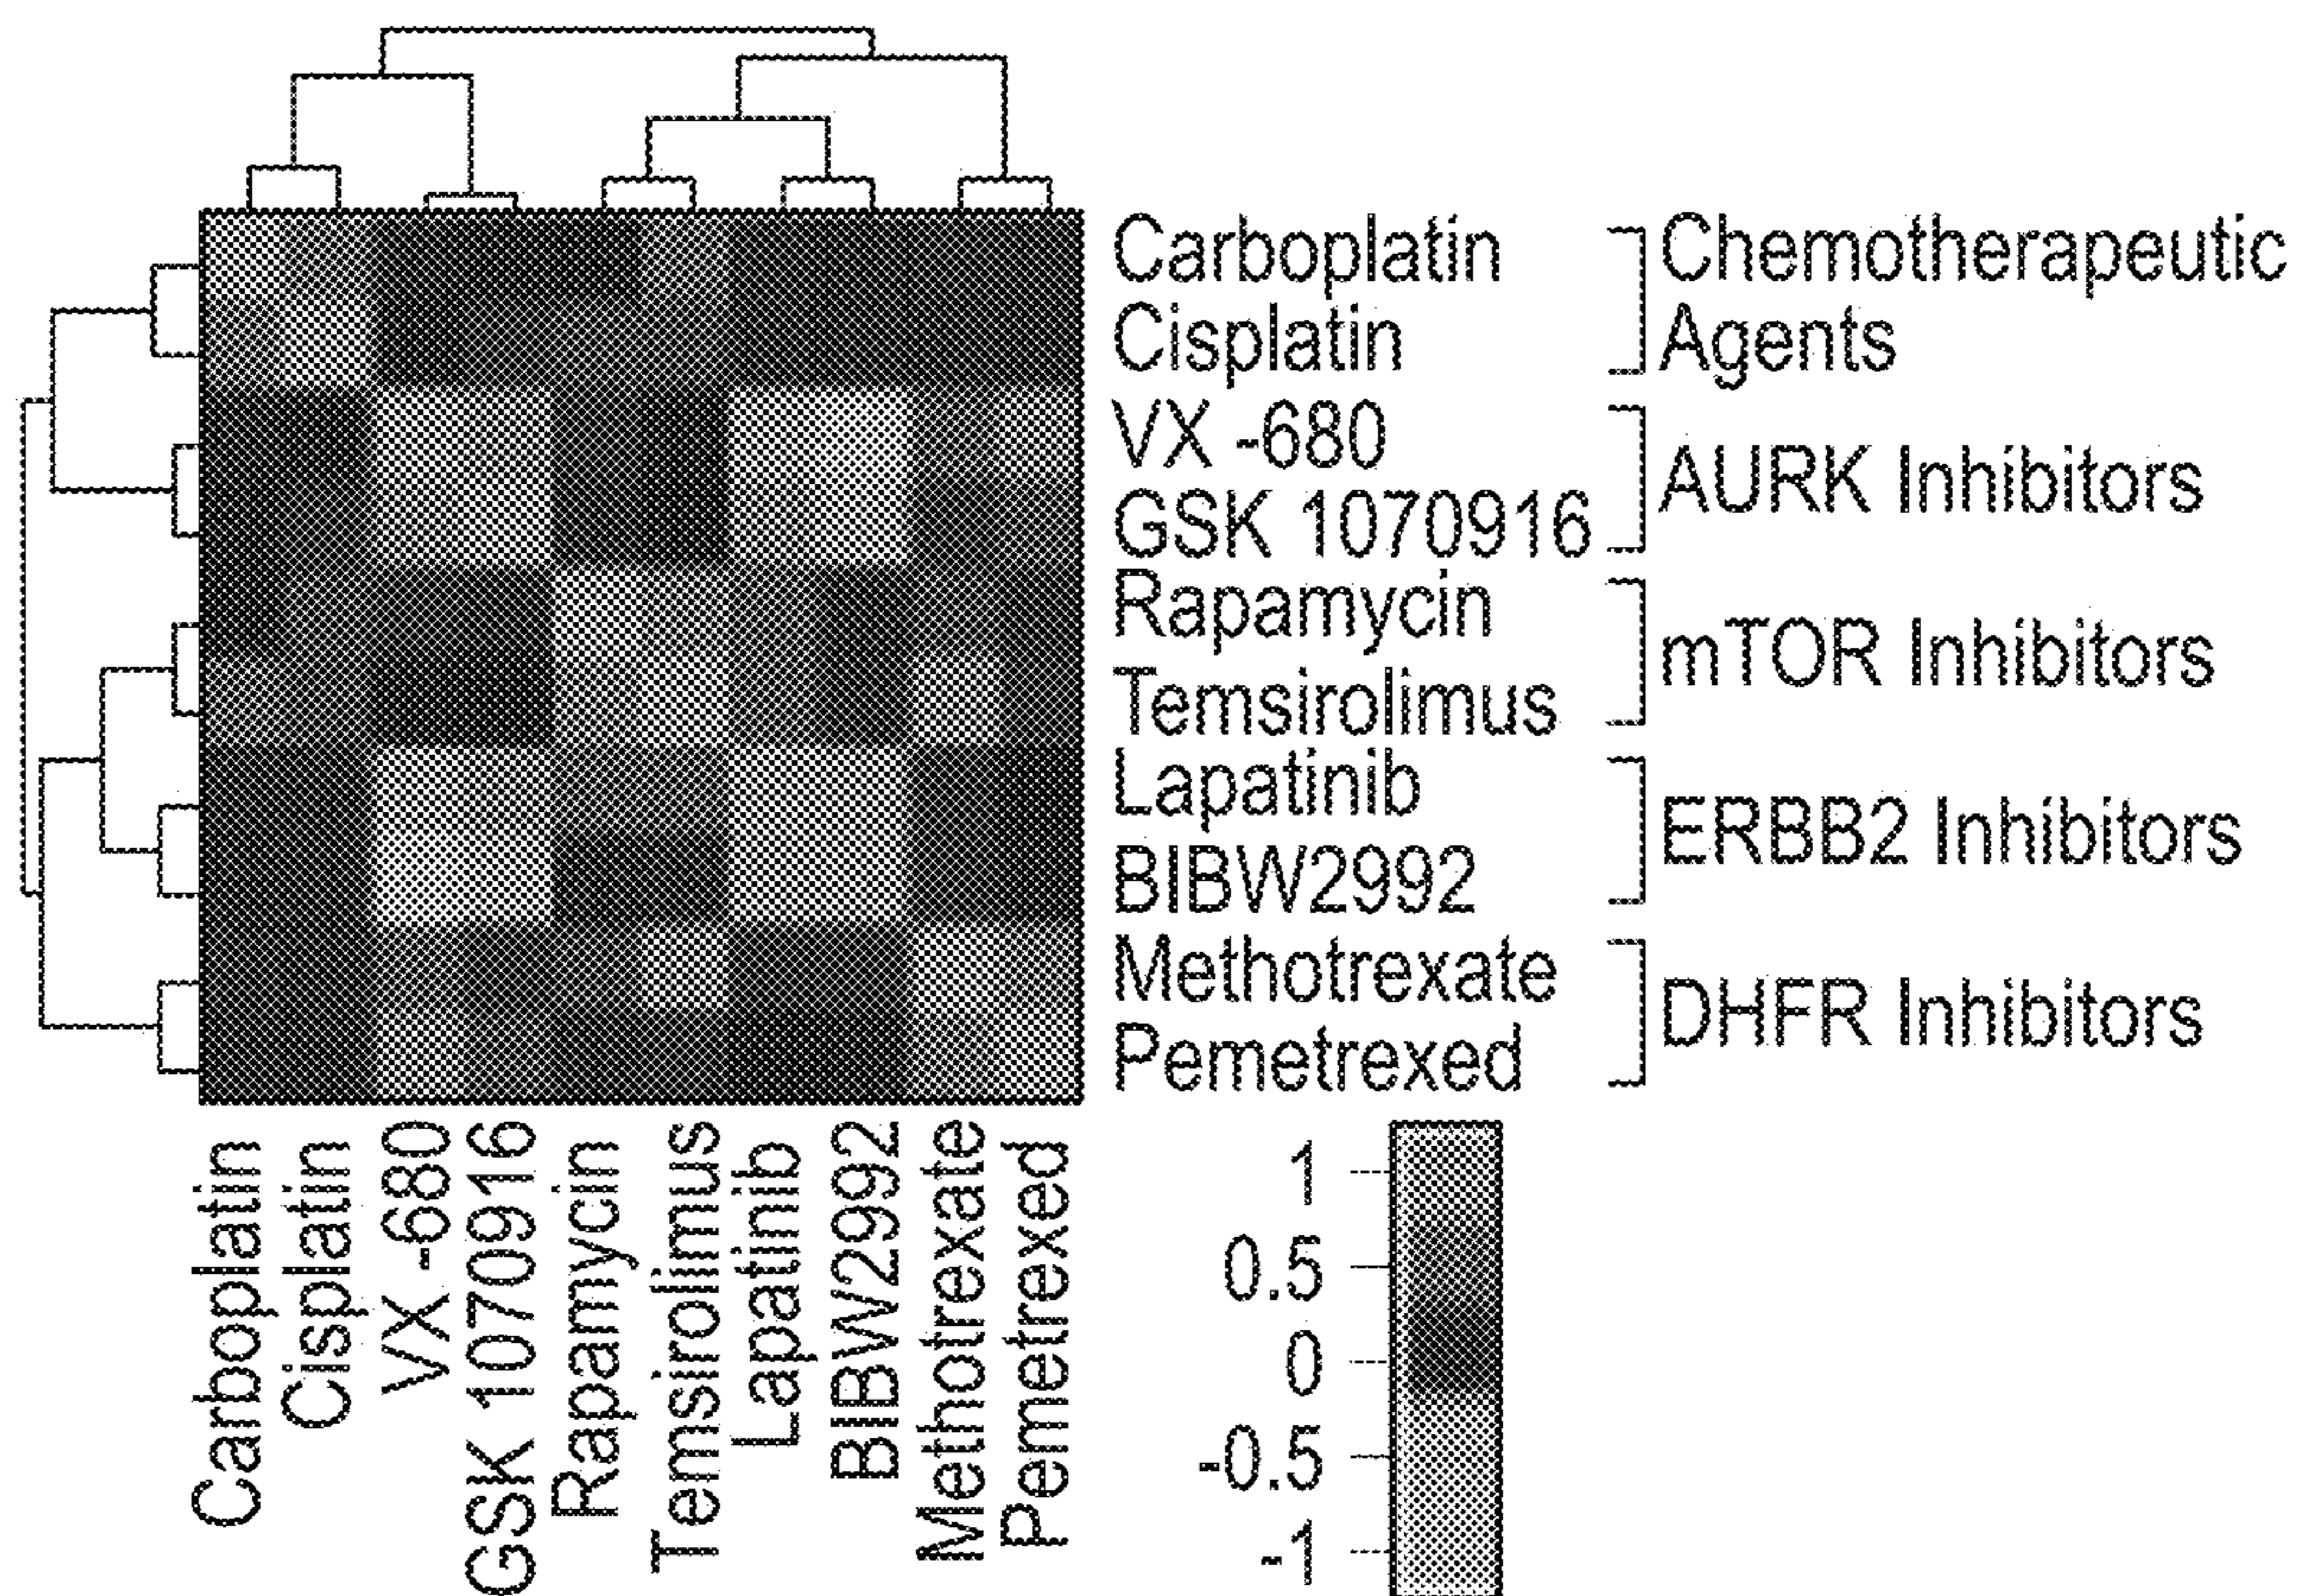 Carboplatin
Cisplatin
VX -680
GSK 1070916
Rapamycin
Temsirolimus
Lapatinib
BIBW2992
Methotrexate
Pemetrexed
Chemotherapeutic
Agents
AURK Inhibitors
mTOR Inhibitors
ERBB2 Inhibitors
DHFR Inhibitors
Carboplatin
Cisplatin
VX -680
GSK 1070916
Rapamycin
Temsirolimus
Lapatinib
BIBW2992
Methotrexate
Pemetrexed
1
0.5
0
-0.5
-1